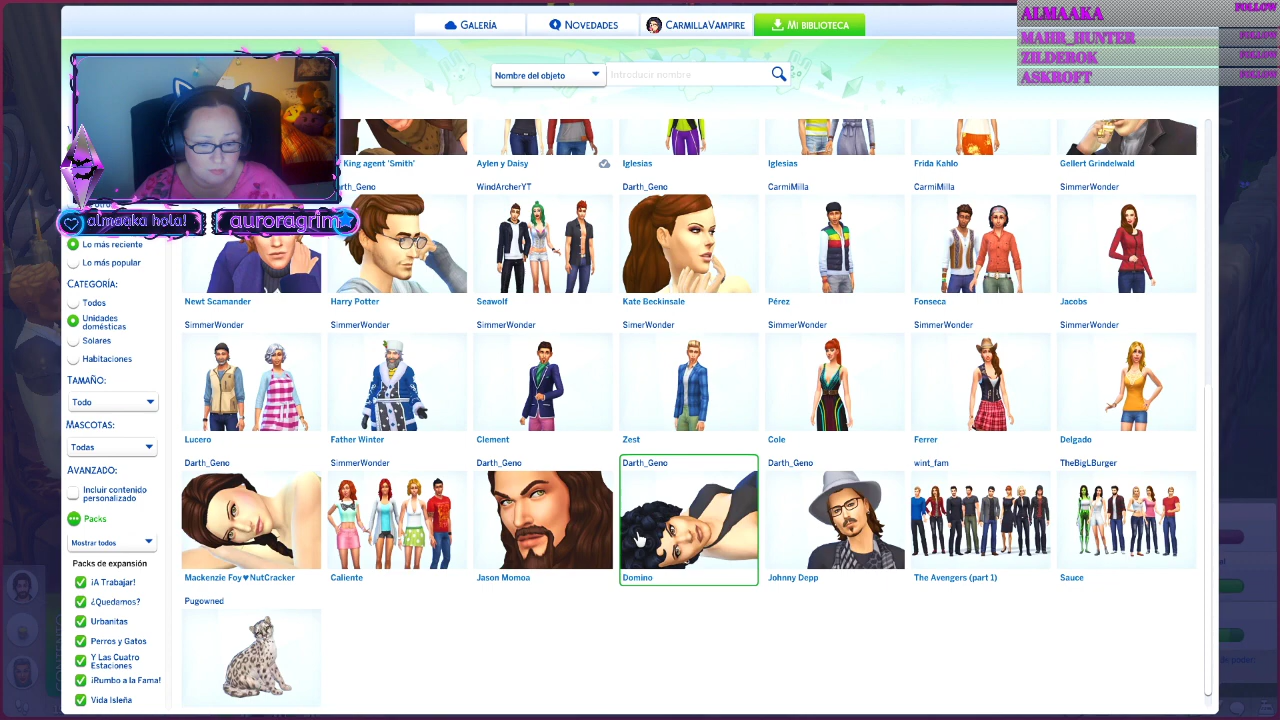 Galería
Novedades
CarmillaVampire
Mi biblioteca
ALMAAKA FOLLOW
MAHR_HUNTER FOLLOW
ZILDEROK FOLLOW
ASKROFT FOLLOW
Nombre del objeto
Introducir nombre
King agent 'Smith'
Aylen y Daisy
Iglesias
Iglesias
Frida Kahlo
Gellert Grindelwald
almaaka hola!
auroragrim
Darth_Geno
WindArcherYT
Darth_Geno
CarmiMilla
CarmiMilla
SimmerWonder
Newt Scamander
Harry Potter
Seawolf
Kate Beckinsale
Pérez
Fonseca
Jacobs
Lo más reciente
Lo más popular
Categoría:
Todos
Unidades
domésticas
Solares
Habitaciones
Tamaño:
Todo
Mascotas:
Todas
Avanzado:
Incluir contenido
personalizado
Packs
Mostrar todos
Packs de expansión
¡A Trabajar!
¿Quedamos?
Urbanitas
Perros y Gatos
Y Las Cuatro
Estaciones
¡Rumbo a la Fama!
Vida Isleña
SimmerWonder
SimmerWonder
SimmerWonder
SimerWonder
SimmerWonder
SimmerWonder
SimmerWonder
Lucero
Father Winter
Clement
Zest
Cole
Ferrer
Delgado
Darth_Geno
SimmerWonder
Darth_Geno
Darth_Geno
Darth_Geno
wint_fam
TheBigLBurger
Mackenzie Foy♥NutCracker
Caliente
Jason Momoa
Domino
Johnny Depp
The Avengers (part 1)
Sauce
Pugowned